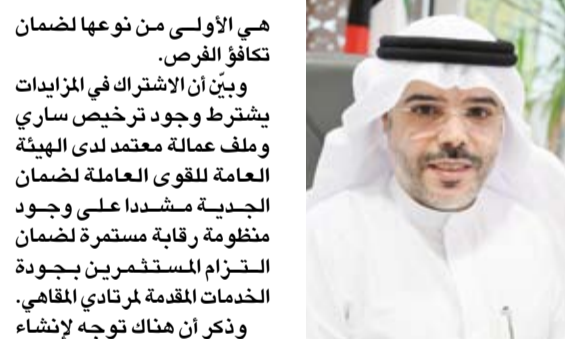 هي الأولى من نوعها لضمان
تكافؤ الفرص.
وبيّن أن الاشتراك في المزايدات
يشترط وجود ترخيص ساري
وملف عمالة معتمد لدى الهيئة
العامة للقوى العاملة لضمان
الجدية مشددا على وجود
منظومة رقابة مستمرة لضمان
التزام المستثمرين بجودة
الخدمات المقدمة لمرتادي المقاهي.
وذكر أن هناك توجه لإنشاء